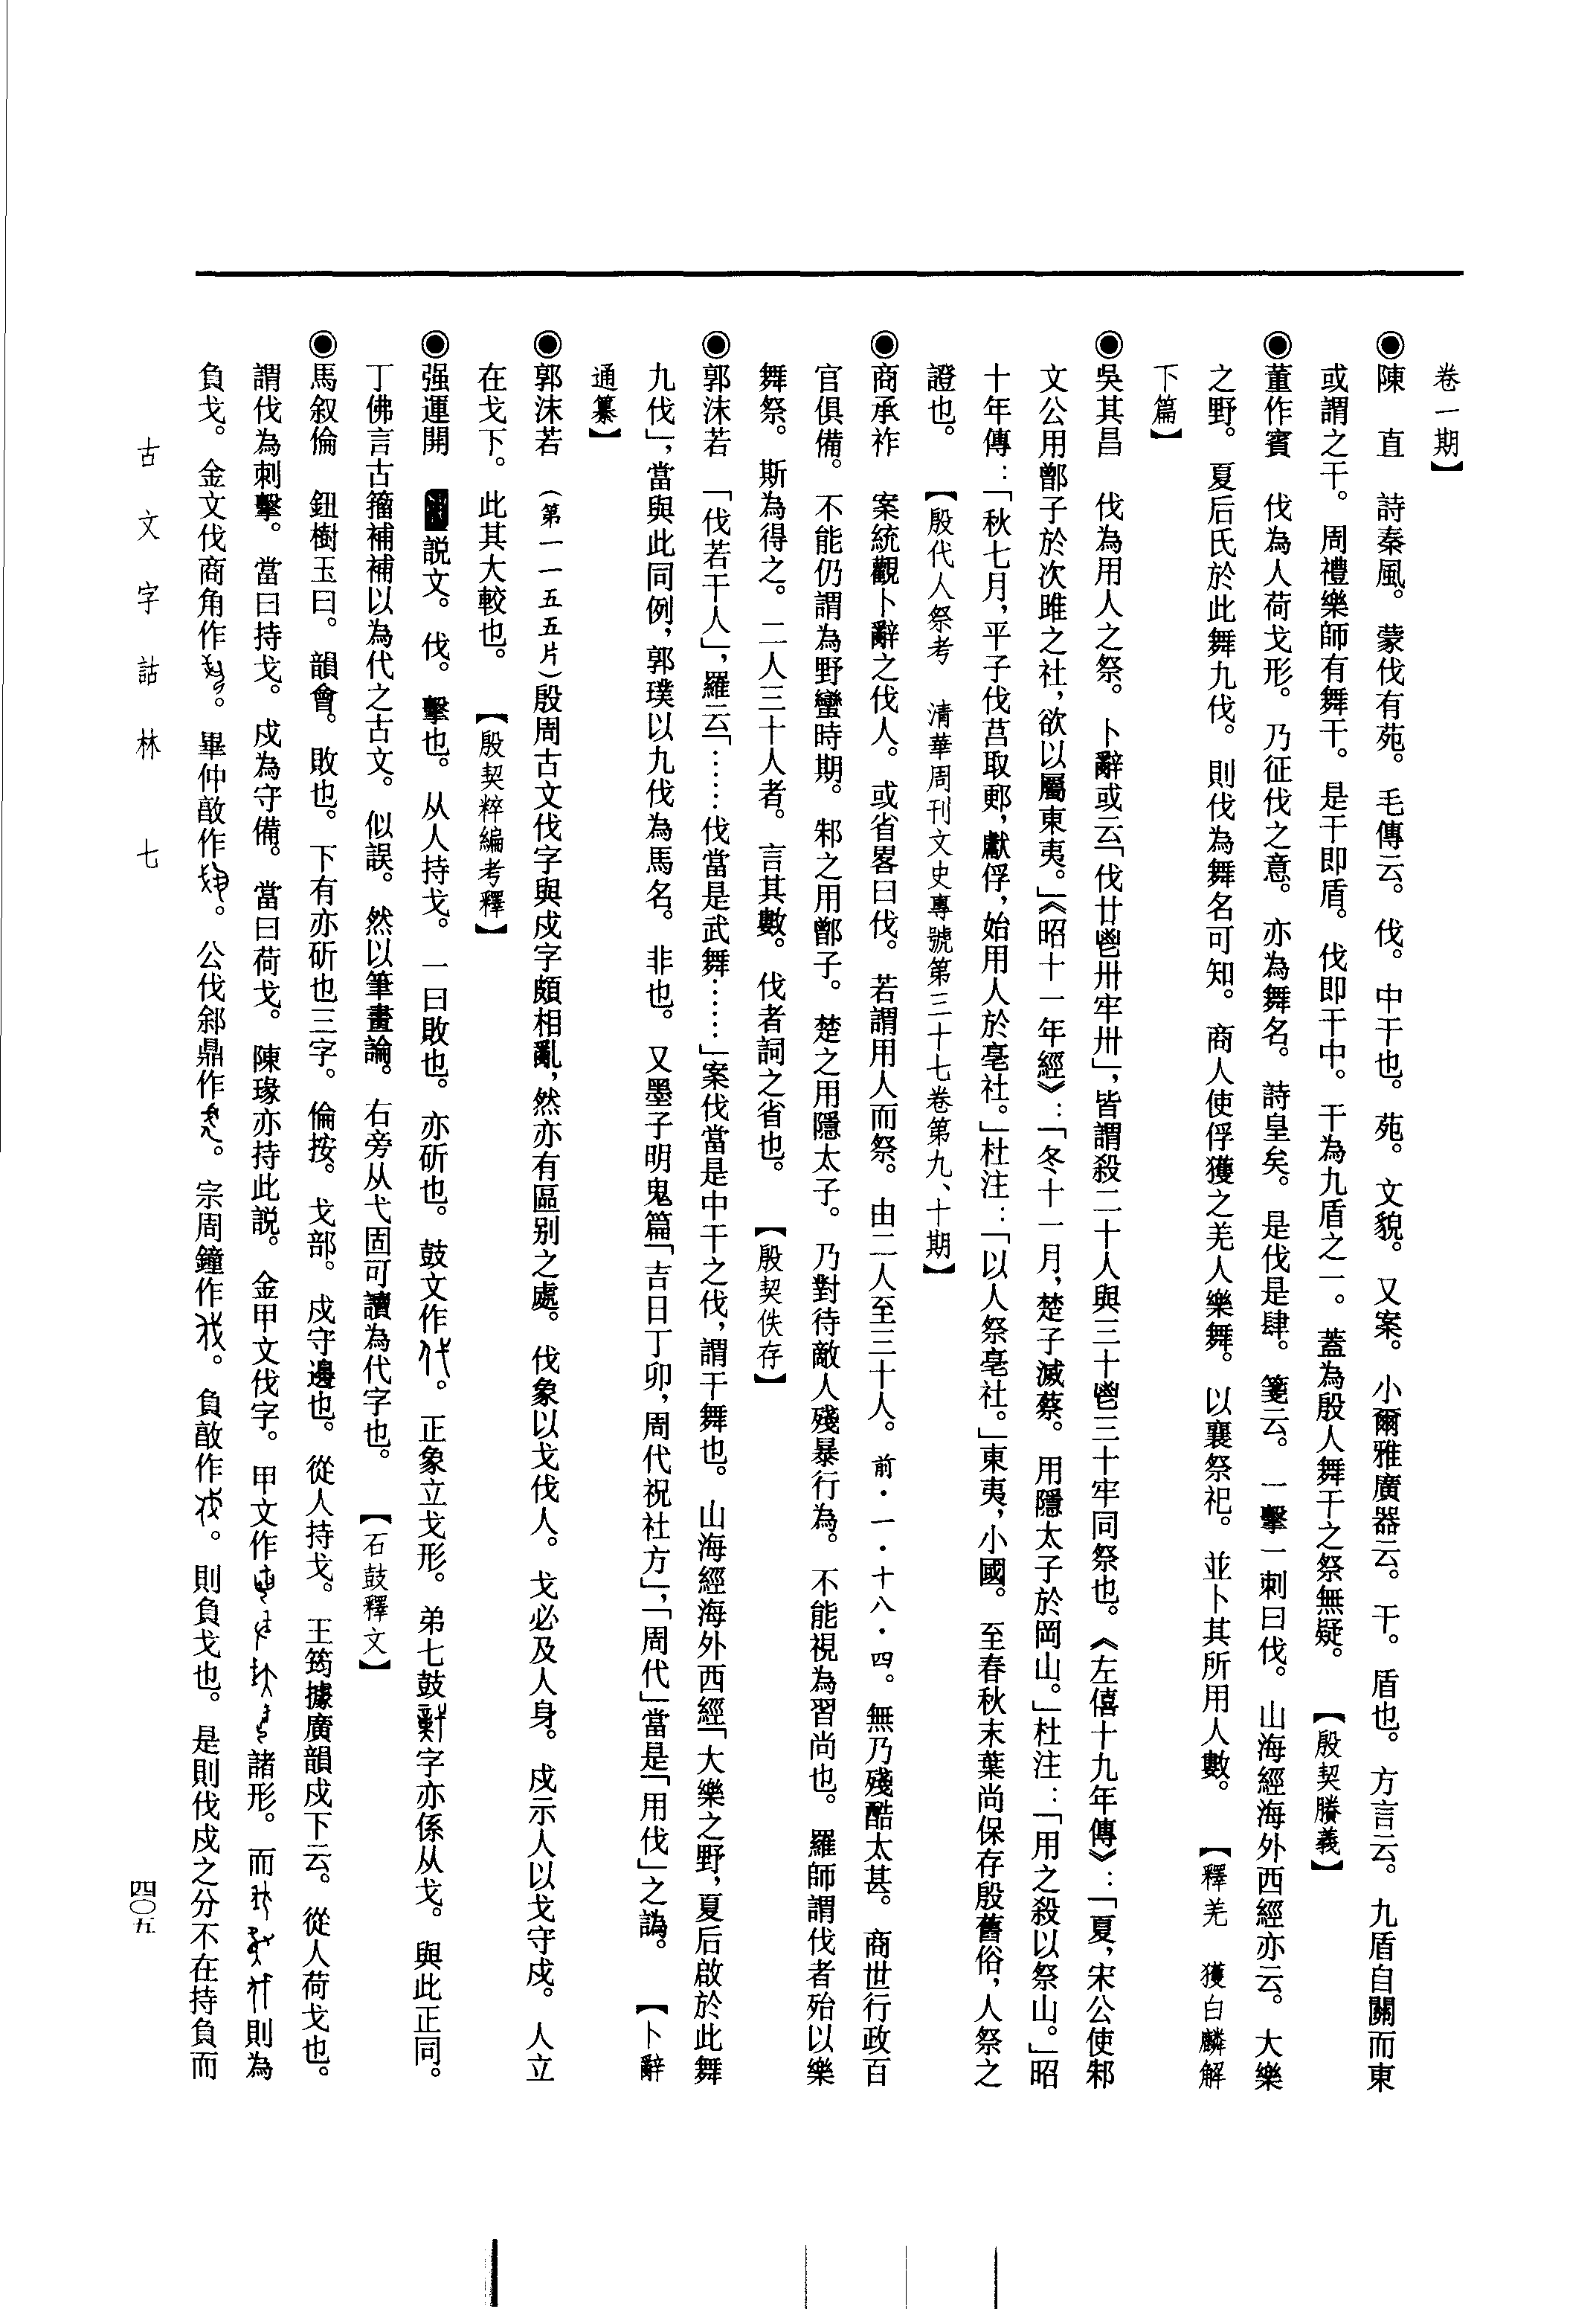 卷一期】
◉陳　直　詩秦風。蒙伐有苑。毛傳云。伐。中干也。苑。文貌。又案。小爾雅廣器云。干。盾也。方言云。九盾自關而東
或謂之干。周禮樂師有舞干。是干即盾。伐即干中。干為九盾之一。蓋為殷人舞干之祭無疑。【殷契賸義】
◉董作賓　伐為人荷戈形。乃征伐之意。亦為舞名。詩皇矣。是伐是肆。箋云。一擊一刺曰伐。山海經海外西經亦云。大樂
之野。夏后氏於此舞九伐。則伐為舞名可知。商人使俘獲之羌人樂舞。以襄祭祀。並卜其所用人數。【釋羌　獲白麟解
下篇】
◉吳其昌　伐為用人之祭。卜辭或云「伐廿鬯卅牢卅」，皆謂殺二十人與三十鬯三十牢同祭也。《左僖十九年傳》：「夏，宋公使邾
文公用鄫子於次雎之社，欲以屬東夷。」《昭十一年經》：「冬十一月，楚子滅蔡。用隱太子於岡山。」杜注：「用之殺以祭山。」昭
十年傳：「秋七月，平子伐莒取郠，獻俘，始用人於亳社。」杜注：「以人祭亳社。」東夷，小國。至春秋末葉尚保存殷舊俗，人祭之
證也。【殷代人祭考　清華周刊文史專號第三十七卷第九、十期】
◉商承祚　案統觀卜辭之伐人。或省畧曰伐。若謂用人而祭。由二人至三十人。前·一·十八·四。無乃殘酷太甚。商世行政百
官俱備。不能仍謂為野蠻時期。邾之用鄫子。楚之用隱太子。乃對待敵人殘暴行為。不能視為習尚也。羅師謂伐者殆以樂
舞祭。斯為得之。二人三十人者。言其數。伐者詞之省也。【殷契佚存】
◉郭沫若　「伐若干人」，羅云「……伐當是武舞……」案伐當是中干之伐，謂干舞也。山海經海外西經「大樂之野，夏后啟於此舞
九伐」，當與此同例，郭璞以九伐為馬名。非也。又墨子明鬼篇「吉日丁卯，周代祝社方」，「周代」當是「用伐」之譌。【卜辭
通纂】
◉郭沫若　（第一一五五片）殷周古文伐字與戍字頗相亂，然亦有區别之處。伐象以戈伐人。戈必及人身。戍示人以戈守戍。人立
在戈下。此其大較也。【殷契粹編考釋】
◉强運開　説文。伐。擊也。从人持戈。一曰敗也。亦斫也。鼓文作。正象立戈形。弟七鼓字亦係从戈。與此正同。
丁佛言古籀補補以為代之古文。似誤。然以筆畫論。右旁从弋固可讀為代字也。【石鼓釋文】
◉馬叙倫　鈕樹玉曰。韻會。敗也。下有亦斫也三字。倫按。戈部。戍守邊也。從人持戈。王筠據廣韻戍下云。從人荷戈也。
謂伐為刺擊。當曰持戈。戍為守備。當曰荷戈。陳瑑亦持此説。金甲文伐字。甲文作諸形。而則為
負戈。金文伐商角作。畢仲敃作。公伐郤鼎作。宗周鐘作。負敃作。則負戈也。是則伐戍之分不在持負而
古文字詁林　七
四〇五